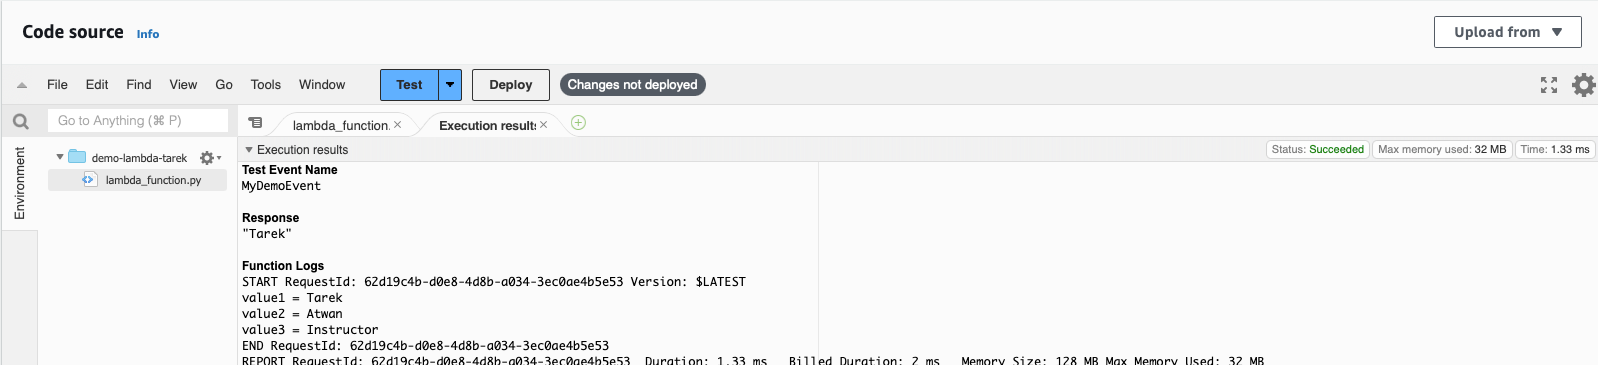 Code source Info
Upload from
File Edit Find View Go Tools Window Test Deploy Changes not deployed
Go to Anything (⌘ P)
lambda_function. Execution results
Environment
demo-lambda-tarek
lambda_function.py
Execution results
Status: Succeeded Max memory used: 32 MB Time: 1.33 ms
Test Event Name
MyDemoEvent
Response
"Tarek"
Function Logs
START RequestId: 62d19c4b-d0e8-4d8b-a034-3ec0ae4b5e53 Version: $LATEST
value1 = Tarek
value2 = Atwan
value3 = Instructor
END RequestId: 62d19c4b-d0e8-4d8b-a034-3ec0ae4b5e53
REPORT RequestId: 62d19c4b-d0e8-4d8b-a034-3ec0ae4b5e53 Duration: 1.33 ms Billed Duration: 2 ms Memory Size: 128 MB Max Memory Used: 32 MB